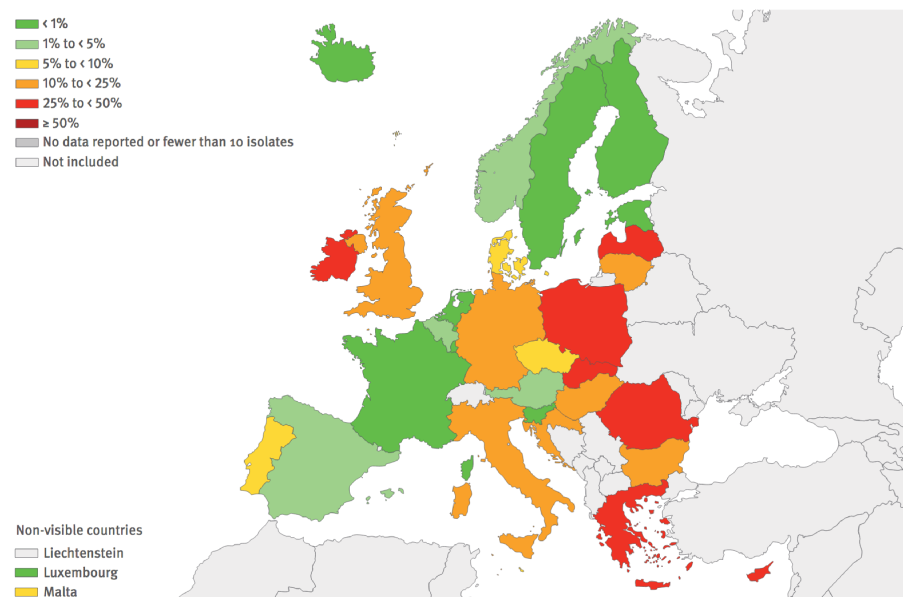 < 1%
1% to < 5%
5% to < 10%
10% to < 25%
25% to < 50%
≥ 50%
No data reported or fewer than 10 isolates
Not included
Non-visible countries
Liechtenstein
Luxembourg
Malta